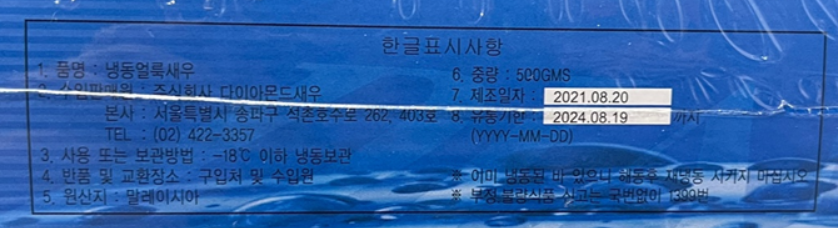 한글표시사항
1. 품명 : 냉동얼룩새우
2. 수입판매원 : 주식회사 다이아몬드새우
본사 : 서울특별시 송파구 석촌호수로 262, 403호
TEL : (02) 422-3357
3. 사용 또는 보관방법 : -18℃ 이하 냉동보관
4. 반품 및 교환장소 : 구입처 및 수입원
5. 원산지 : 말레이시아
6. 중량 : 500GMS
7. 제조일자 : 2021.08.20
8. 유통기한 : 2024.08.19 까지
(YYYY-MM-DD)
※ 이미 냉동된 바 있으니 해동후 재냉동 시키지 마십시오
※ 부정.불량식품 신고는 국번없이 1399번